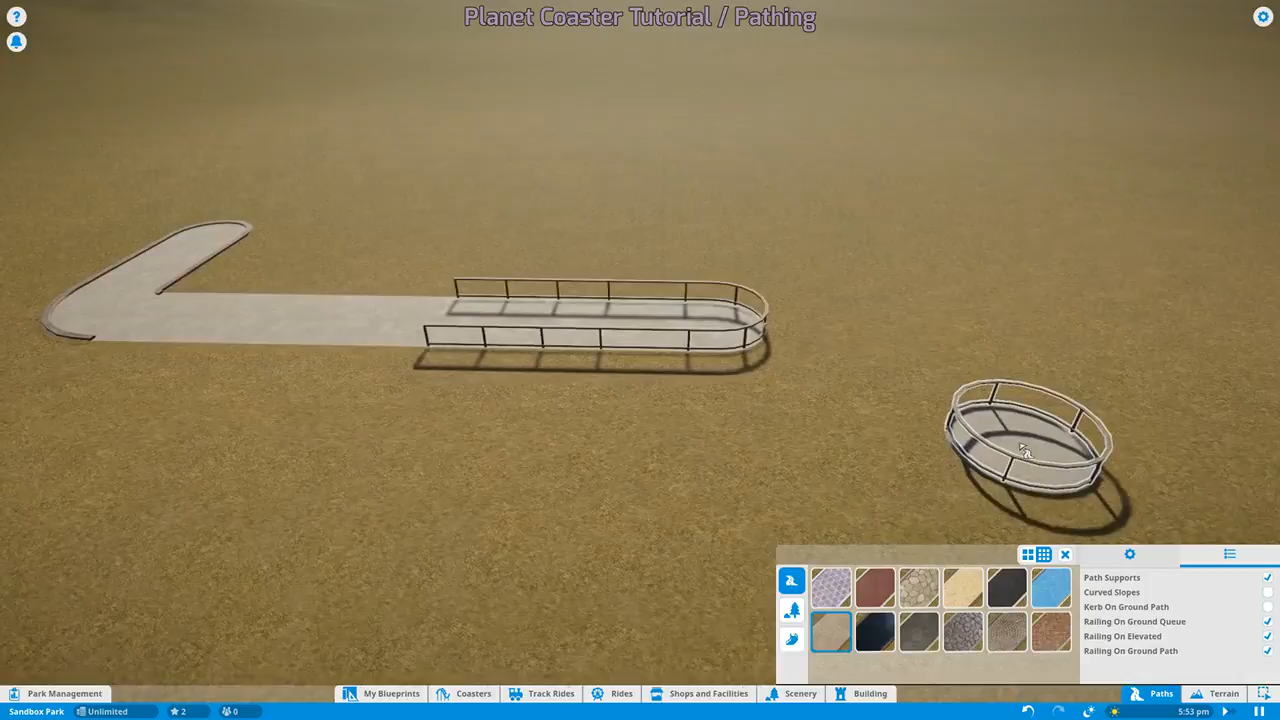 Planet Coaster Tutorial / Pathing
?
Path Supports
Curved Slopes
Kerb On Ground Path
Railing On Ground Queue
Railing On Elevated
Railing On Ground Path
Park Management
My Blueprints
Coasters
Track Rides
Rides
Shops and Facilities
Scenery
Building
Paths
Terrain
Sandbox Park
Unlimited
2
0
5:53 pm